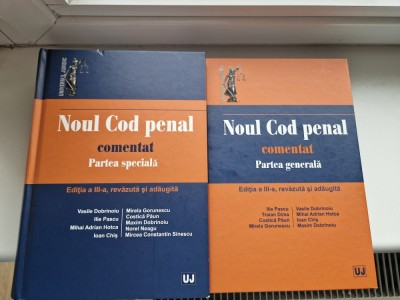 Noul Cod penal
comentat
Partea specială
Ediția a III-a, revăzută și adăugită
Vasile Dobrinoiu
Ilie Pascu
Mihai Adrian Hotca
Ioan Chiș
Mirela Gorunescu
Costică Păun
Maxim Dobrinoiu
Norel Neagu
Mircea Constantin Sinescu
UJ
Noul Cod penal
comentat
Partea generală
Ediția a III-a, revăzută și adăugită
Ilie Pascu
Traian Dima
Costică Păun
Mirela Gorunescu
Vasile Dobrinoiu
Mihai Adrian Hotca
Ioan Chiș
Maxim Dobrinoiu
UJ